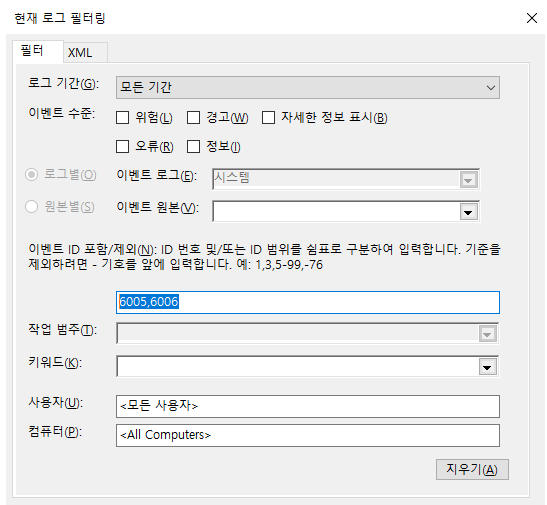 현재 로그 필터링
필터 XML
로그 기간(G): 모든 기간
이벤트 수준: 위험(L) 경고(W) 자세한 정보 표시(B)
오류(R) 정보(I)
로그별(O) 이벤트 로그(E): 시스템
원본별(S) 이벤트 원본(V):
이벤트 ID 포함/제외(N): ID 번호 및/또는 ID 범위를 쉼표로 구분하여 입력합니다. 기준을
제외하려면 - 기호를 앞에 입력합니다. 예: 1,3,5-99,-76
6005,6006
작업 범주(T):
키워드(K):
사용자(U): <모든 사용자>
컴퓨터(P): <All Computers>
지우기(A)